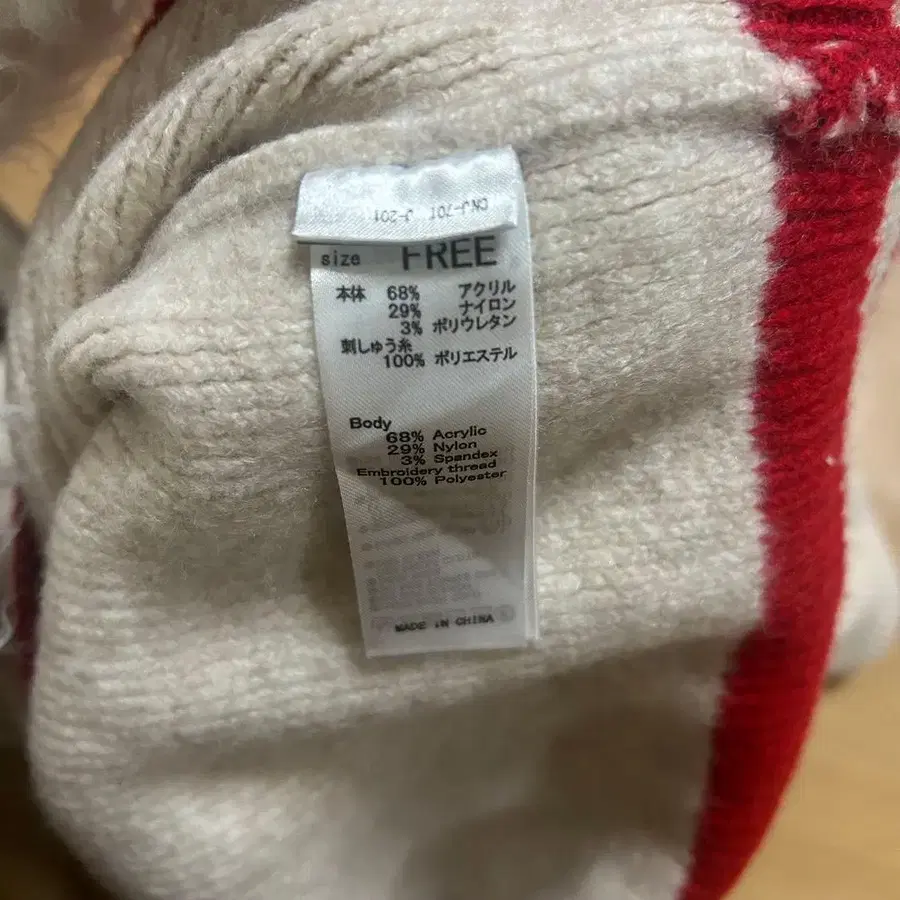 CNJ-701 J-201
size FREE
本体 68% アクリル
29% ナイロン
3% ポリウレタン
刺しゅう糸
100% ポリエステル
Body
68% Acrylic
29% Nylon
3% Spandex
Embroidery thread
100% Polyester
MADE IN CHINA